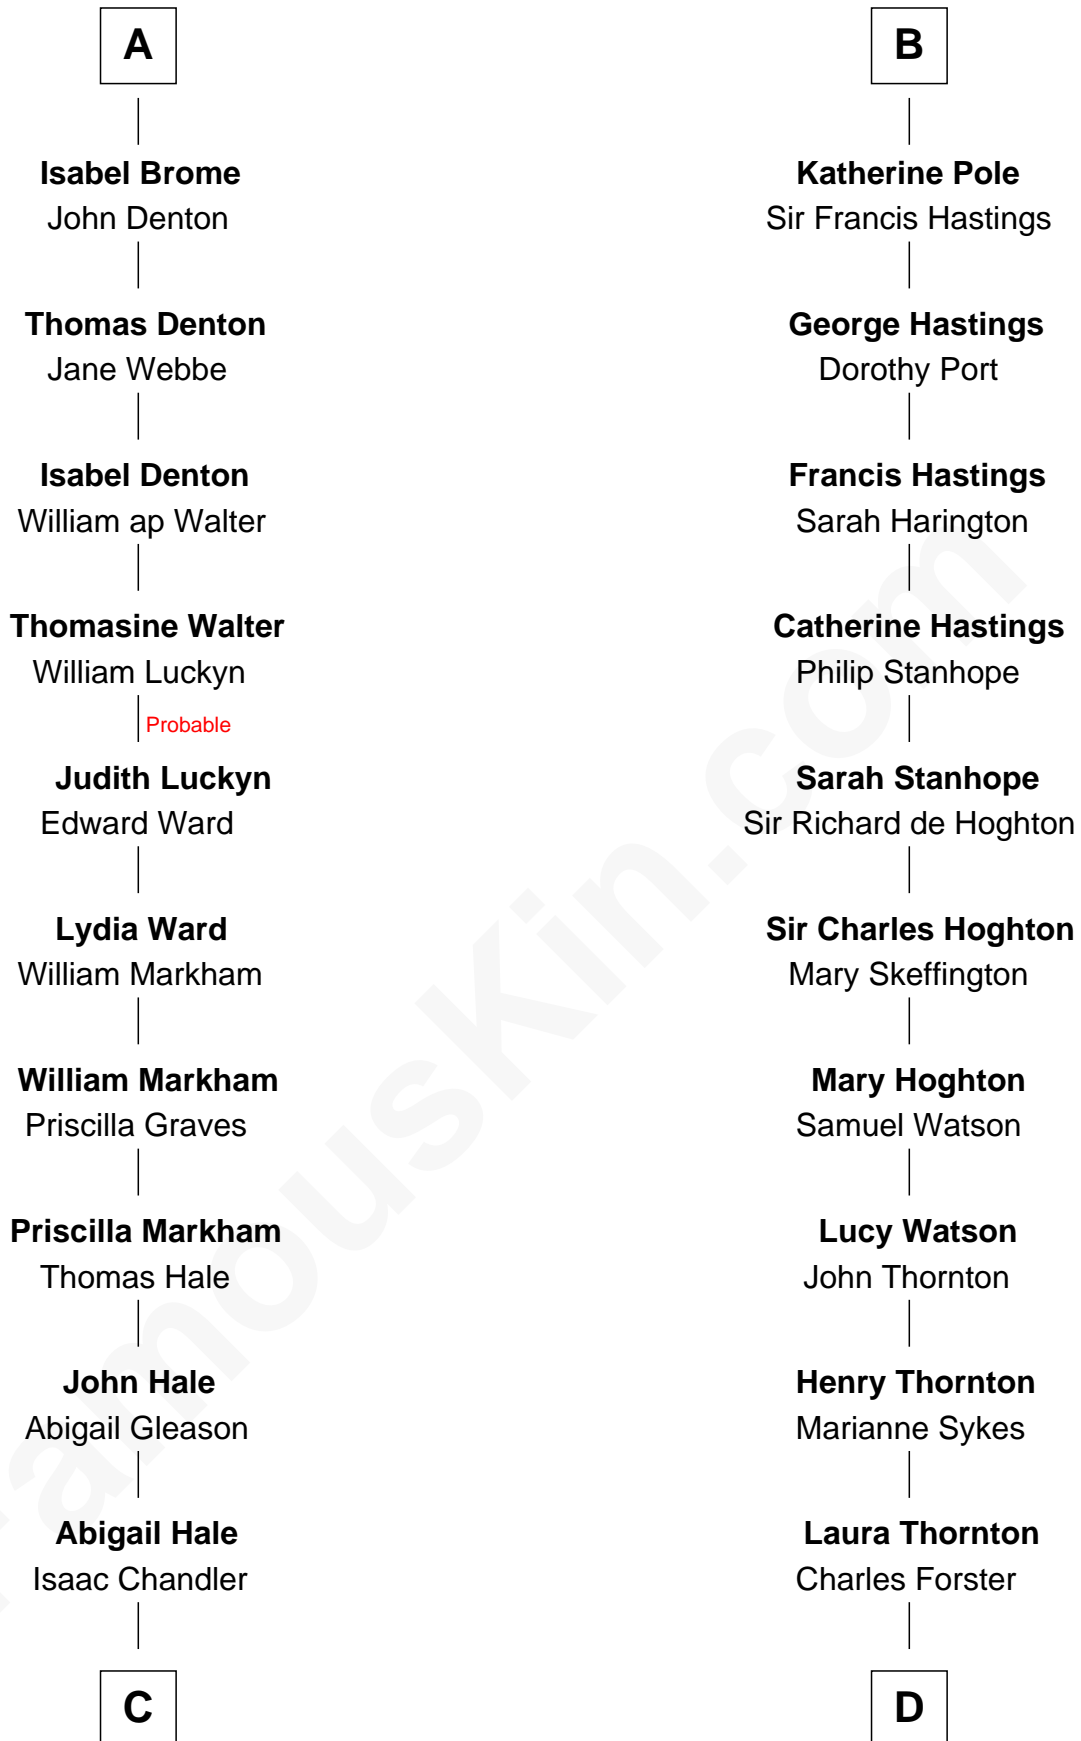 A
Isabel Brome
John Denton
Thomas Denton
Jane Webbe
Isabel Denton
William ap Walter
Thomasine Walter
William Luckyn
Probable
Judith Luckyn
Edward Ward
Lydia Ward
William Markham
William Markham
Priscilla Graves
Priscilla Markham
Thomas Hale
John Hale
Abigail Gleason
Abigail Hale
Isaac Chandler
C
B
Katherine Pole
Sir Francis Hastings
George Hastings
Dorothy Port
Francis Hastings
Sarah Harington
Catherine Hastings
Philip Stanhope
Sarah Stanhope
Sir Richard de Hoghton
Sir Charles Hoghton
Mary Skeffington
Mary Hoghton
Samuel Watson
Lucy Watson
John Thornton
Henry Thornton
Marianne Sykes
Laura Thornton
Charles Forster
D
FamousKin.com